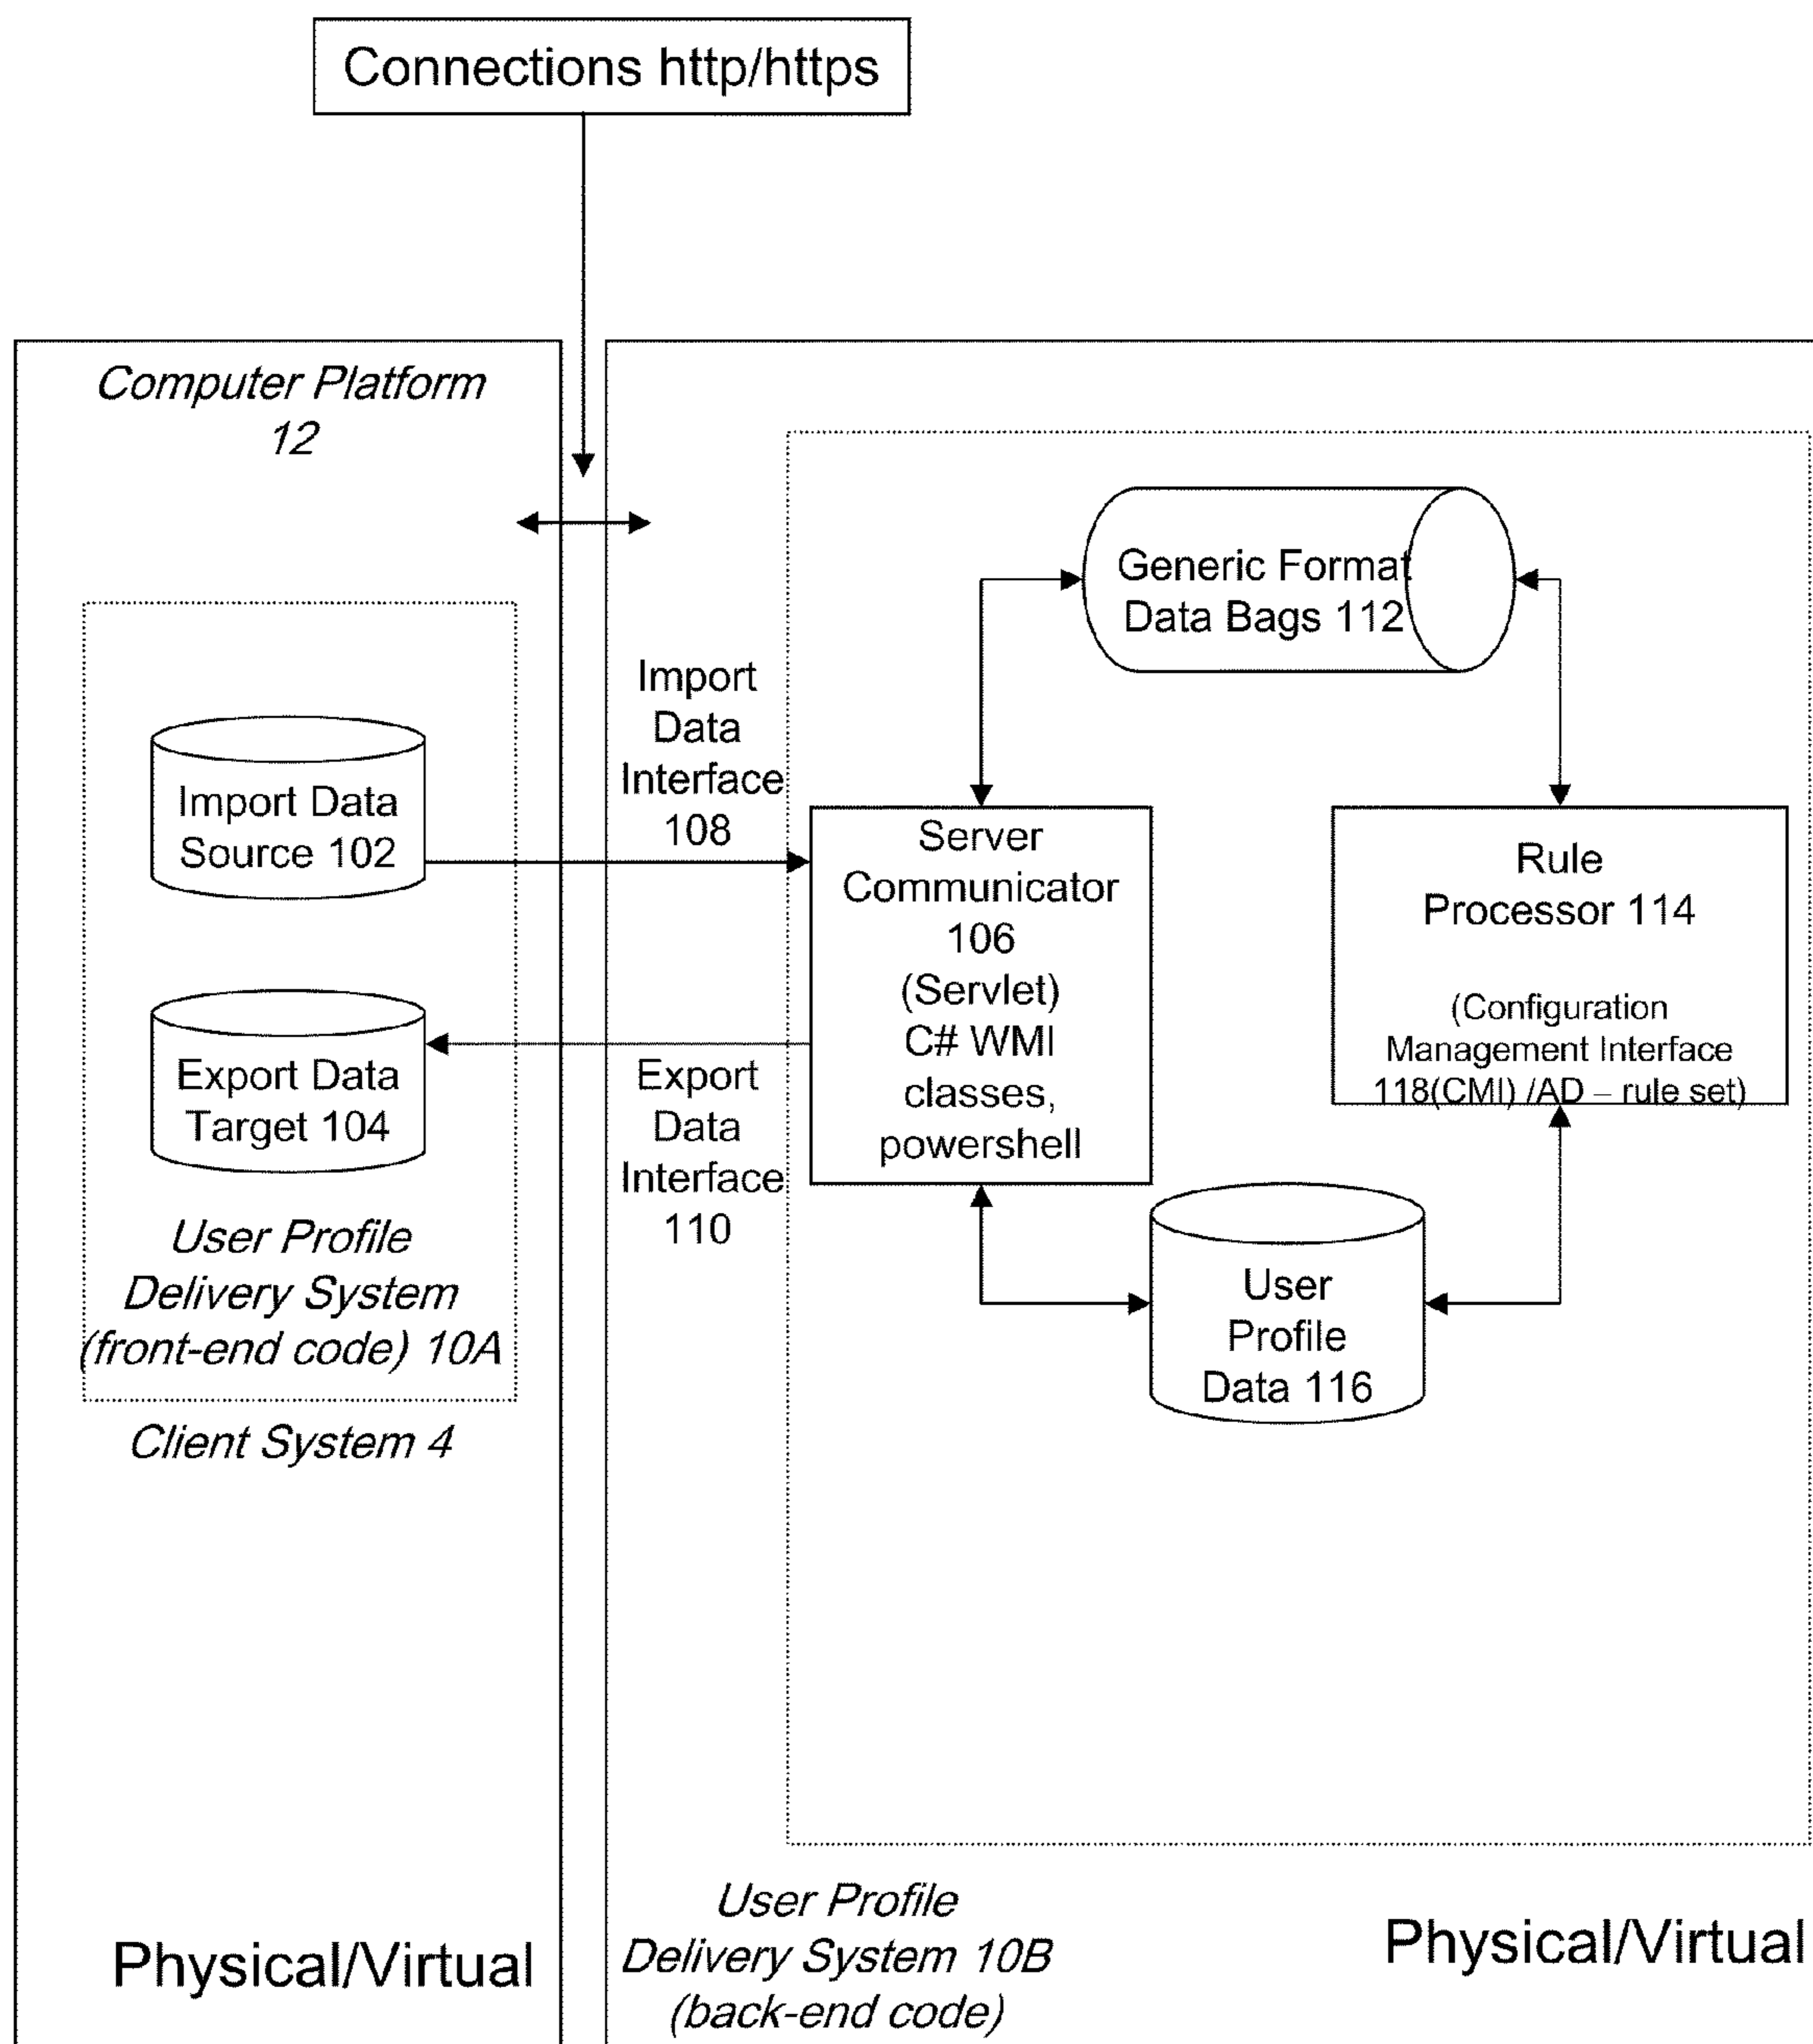 Connections http/https
Computer Platform
12
Import Data
Source 102
Export Data
Target 104
User Profile
Delivery System
(front-end code) 10A
Client System 4
Physical/Virtual
Import
Data
Interface
108
Export
Data
Interface
110
Generic Format
Data Bags 112
Server
Communicator
106
(Servlet)
C# WMI
classes,
powershell
Rule
Processor 114
(Configuration
Management Interface
118(CMI) /AD – rule set)
User
Profile
Data 116
User Profile
Delivery System 10B
(back-end code)
Physical/Virtual